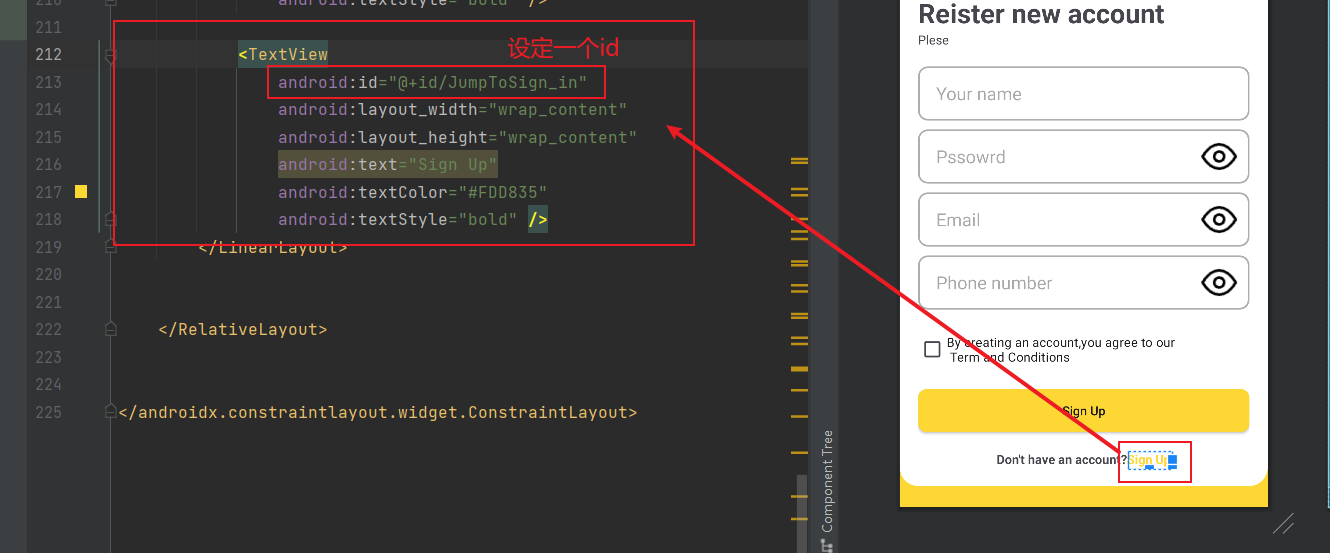 210
android:textStyle="bold" />
211
212
<TextView
设定一个id
213
android:id="@+id/JumpToSign_in"
214
android:layout_width="wrap_content"
215
android:layout_height="wrap_content"
216
android:text="Sign Up"
217
android:textColor="#FDD835"
218
android:textStyle="bold" />
219
</LinearLayout>
220
221
222
</RelativeLayout>
223
224
225
</androidx.constraintlayout.widget.ConstraintLayout>
Component Tree
Reister new account
Plese
Your name
Pssowrd
Email
Phone number
By creating an account,you agree to our
Term and Conditions
Sign Up
Don't have an account?Sign Up